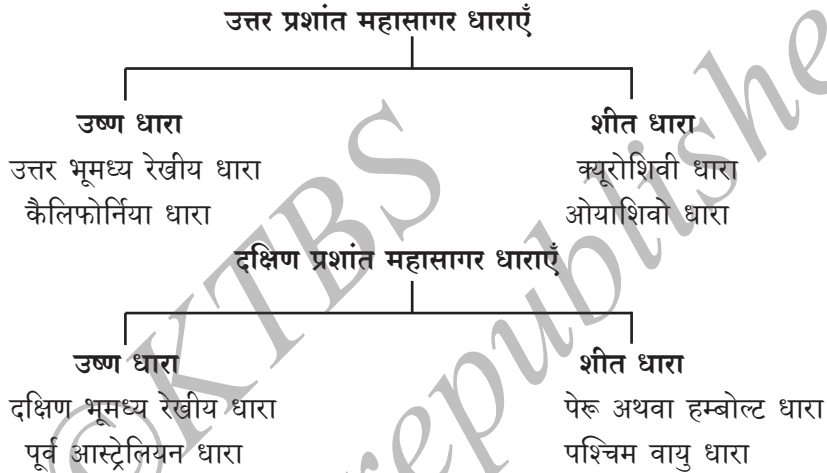 उत्तर प्रशांत महासागर धाराएँ
उष्ण धारा शीत धारा
उत्तर भूमध्य रेखीय धारा क्यूरोशिवी धारा
कैलिफोर्निया धारा ओयाशिवो धारा
दक्षिण प्रशांत महासागर धाराएँ
उष्ण धारा शीत धारा
दक्षिण भूमध्य रेखीय धारा पेरू अथवा हम्बोल्ट धारा
पूर्व आस्ट्रेलियन धारा पश्चिम वायु धारा
©KTBS
republishe